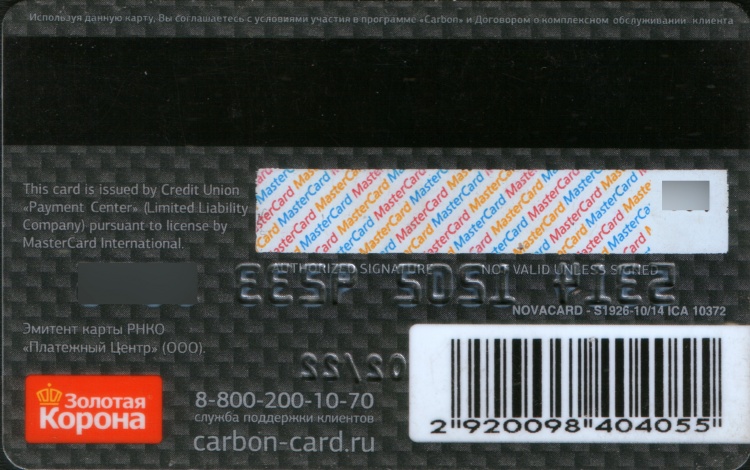 Используя данную карту, Вы соглашаетесь с условиями участия в программе «Carbon» и Договором о комплексном обслуживании клиента
This card is issued by Credit Union
«Payment Center» (Limited Liability
Company) pursuant to license by
MasterCard International.
MasterCard MasterCard MasterCard
AUTHORIZED SIGNATURE NOT VALID UNLESS SIGNED
NOVACARD - S1926-10/14 ICA 10372
Эмитент карты РНКО
«Платежный Центр» (ООО).
Золотая
Корона
8-800-200-10-70
служба поддержки клиентов
carbon-card.ru
2 920098 404055